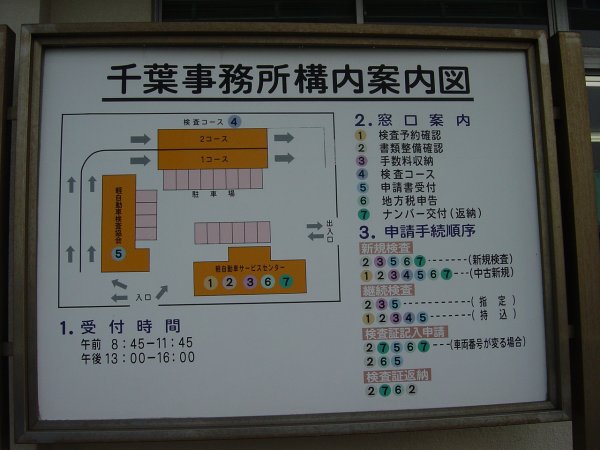 千葉事務所構内案内図
検査コース 4
2コース
1コース
駐車場
軽自動車検査協会
5
出入口
軽自動車サービスセンター
1 2 3 6 7
入口
1. 受付時間
午前 8:45-11:45
午後 13:00-16:00
2. 窓口案内
1 検査予約確認
2 書類整備確認
3 手数料収納
4 検査コース
5 申請書受付
6 地方税申告
7 ナンバー交付(返納)
3. 申請手続順序
新規検査
2 3 5 6 7 (新規検査)
1 2 3 4 5 6 7 (中古新規)
継続検査
2 3 5 (指定)
1 2 3 4 5 (持込)
検査証記入申請
2 7 5 6 7 (車両番号が変る場合)
2 6 5
検査証返納
2 7 6 2